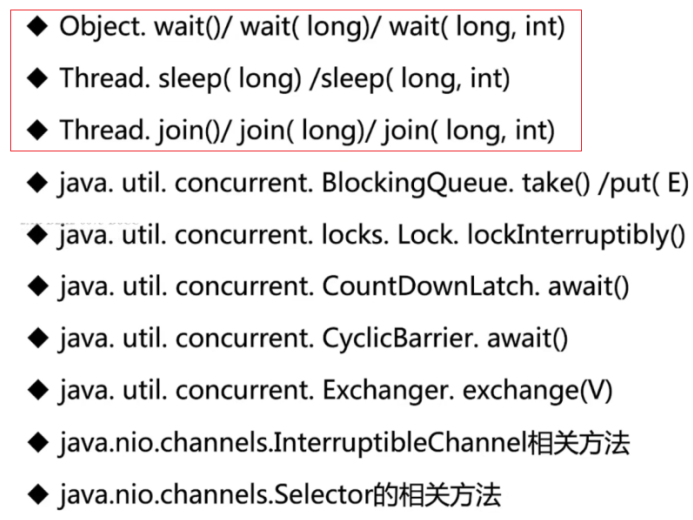 ◆ Object. wait()/ wait( long)/ wait( long, int)
◆ Thread. sleep( long) /sleep( long, int)
◆ Thread. join()/ join( long)/ join( long, int)
◆ java. util. concurrent. BlockingQueue. take() /put( E)
◆ java. util. concurrent. locks. Lock. lockInterruptibly()
◆ java. util. concurrent. CountDownLatch. await()
◆ java. util. concurrent. CyclicBarrier. await()
◆ java. util. concurrent. Exchanger. exchange(V)
◆ java.nio.channels.InterruptibleChannel相关方法
◆ java.nio.channels.Selector的相关方法